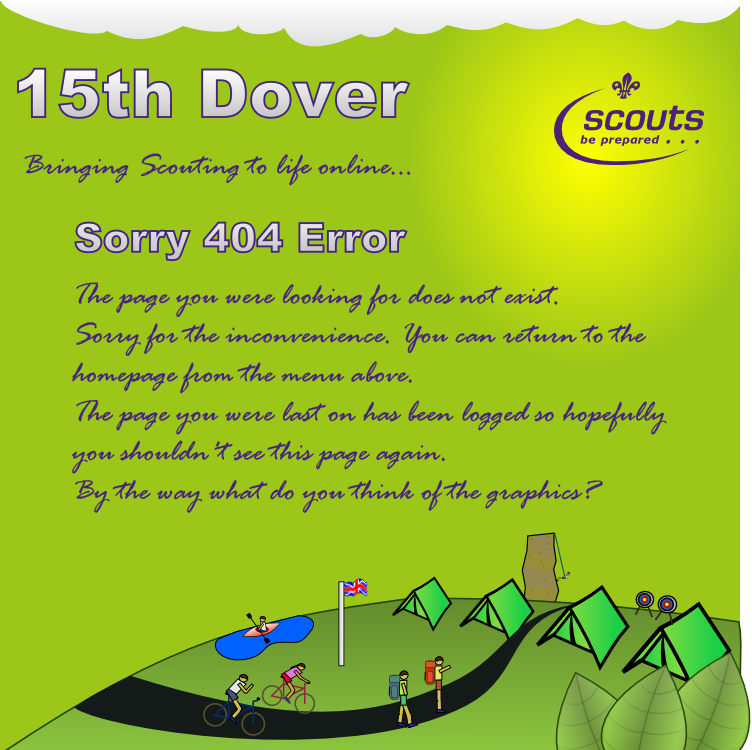 15th Dover
scouts
be prepared . . .
Bringing Scouting to life online...
Sorry 404 Error
The page you were looking for does not exist.
Sorry for the inconvenience. You can return to the
homepage from the menu above.
The page you were last on has been logged so hopefully
you shouldn't see this page again.
By the way what do you think of the graphics?